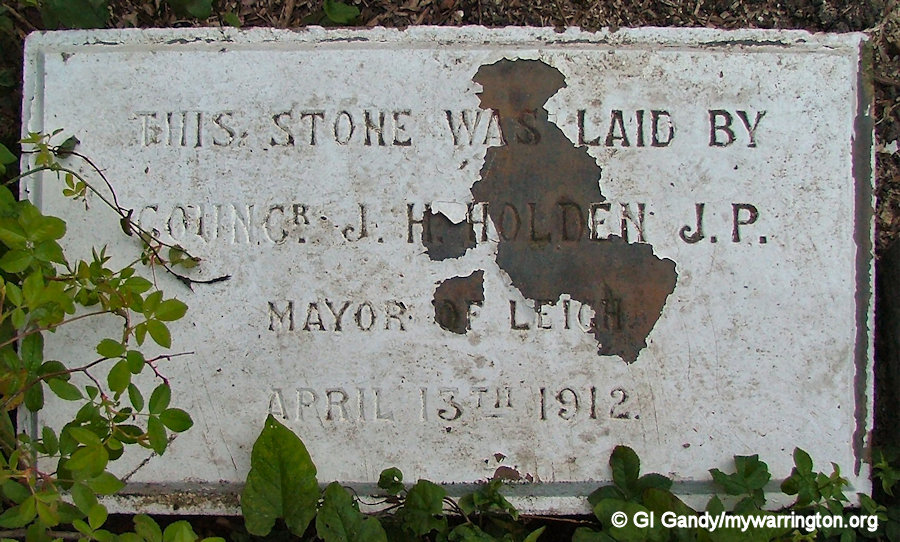 THIS STONE WAS LAID BY
COUNCR. J. H. HOLDEN J.P.
MAYOR OF LEIGH.
APRIL 13TH 1912.
© GI Gandy/mywarrington.org